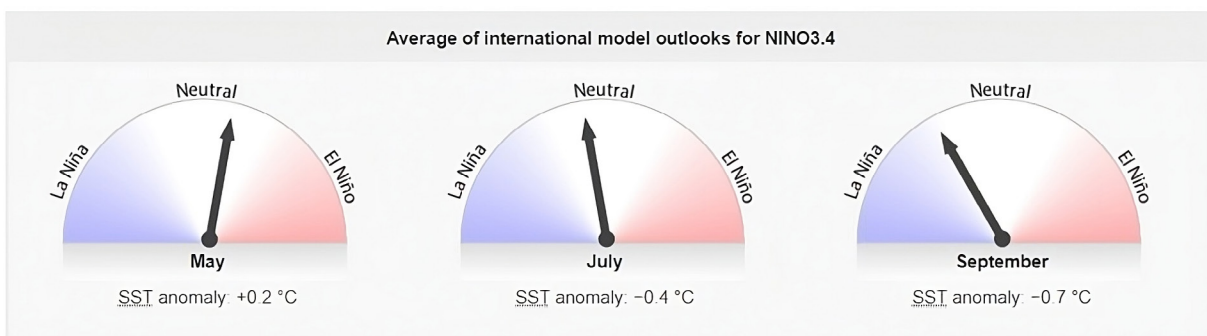 Average of international model outlooks for NINO3.4
Neutral
La Niña
El Niño
May
SST anomaly: +0.2 °C
Neutral
La Niña
El Niño
July
SST anomaly: −0.4 °C
Neutral
La Niña
El Niño
September
SST anomaly: −0.7 °C